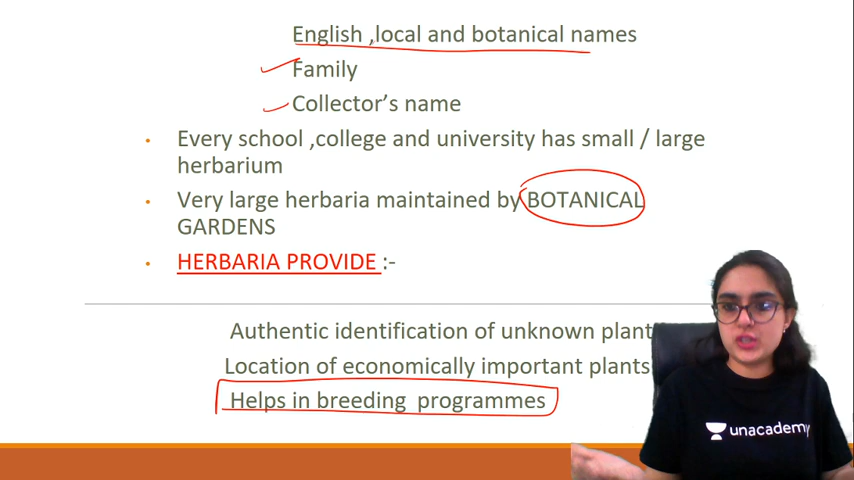 English ,local and botanical names
Family
Collector's name
• Every school ,college and university has small / large
herbarium
• Very large herbaria maintained by BOTANICAL
GARDENS
• HERBARIA PROVIDE :-
Authentic identification of unknown plant
Location of economically important plants
Helps in breeding programmes
unacademy